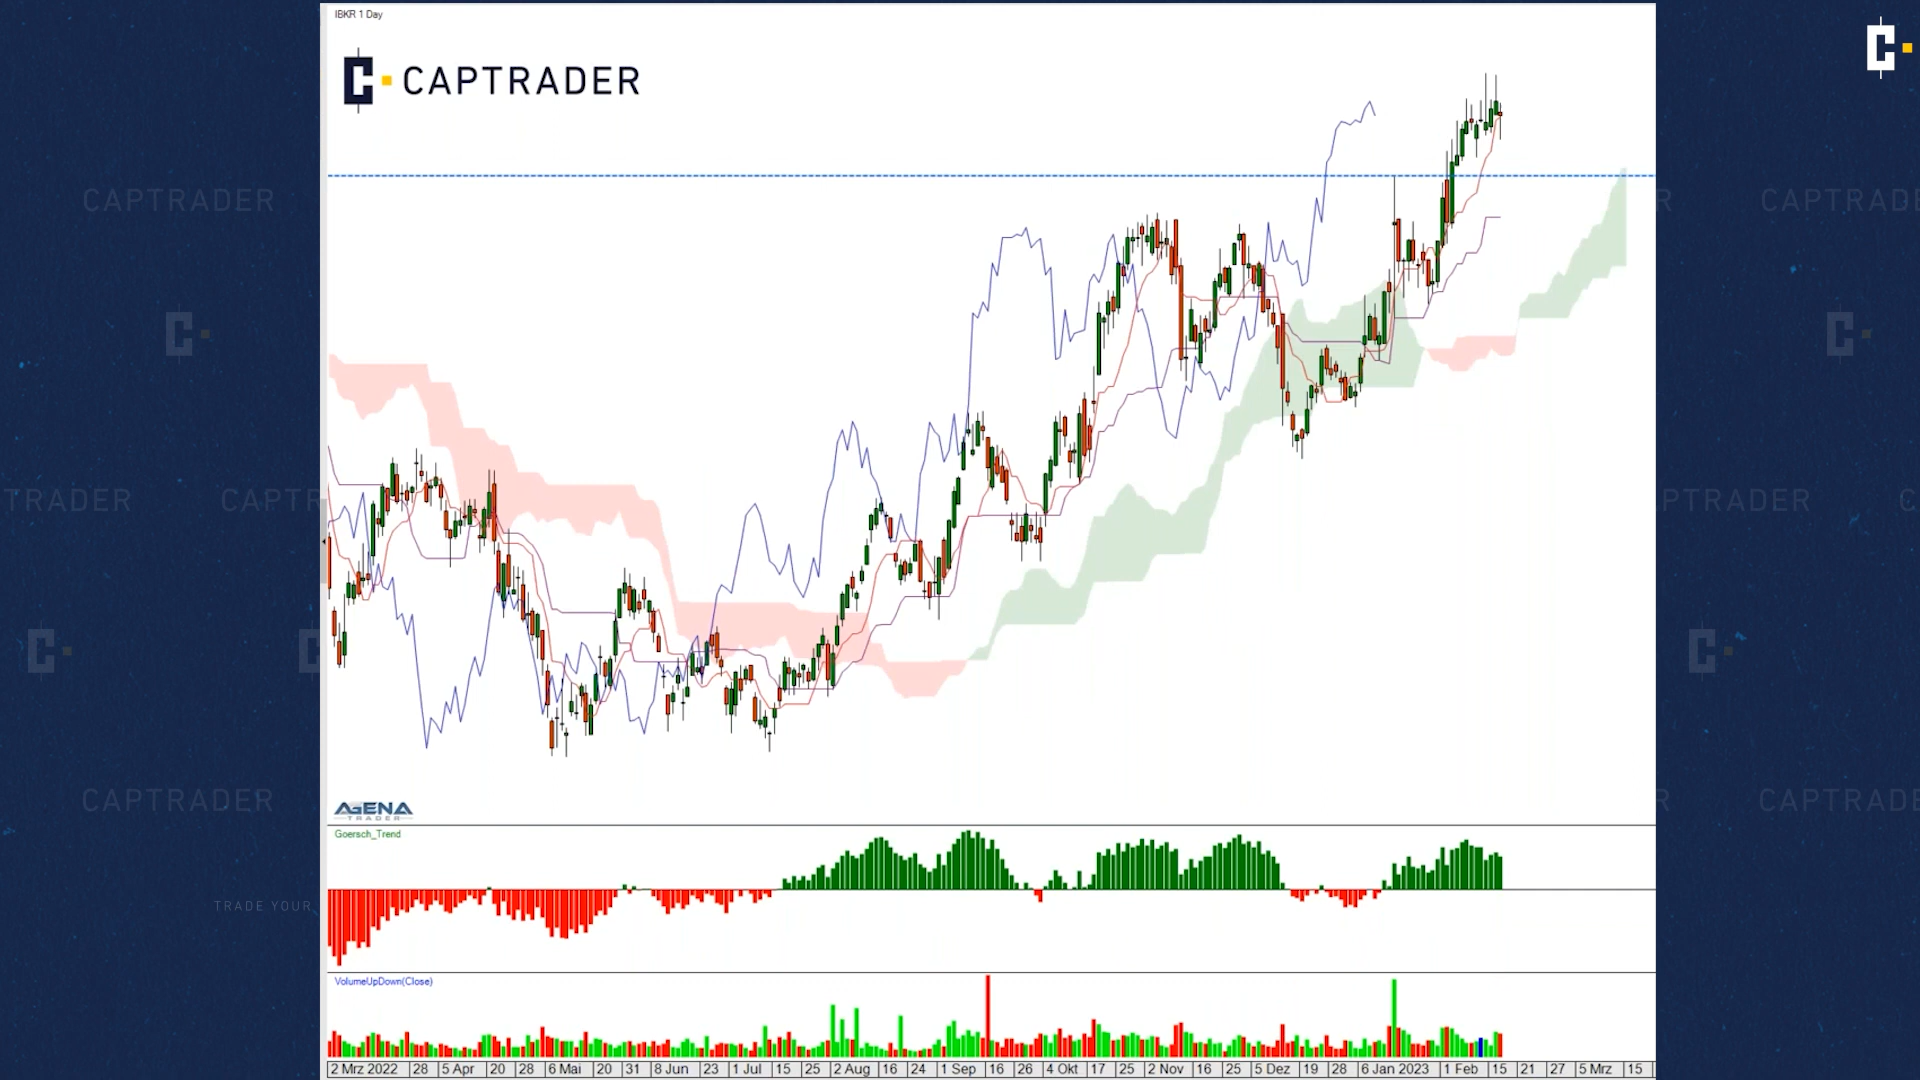 IBKR 1 Day
CAPTRADER
CAPTRADER
CAPTRADE
TRADER
CAPTR
PTRADER
CAPTRADER
CAPTRADE
TRADE YOUR
AGENA
TRADER
Goersch_Trend
VolumeUpDown(Close)
2 Mrz 2022 28 5 Apr 20 28 6 Mai 20 31 8 Jun 23 1 Jul 15 25 2 Aug 16 24 1 Sep 16 26 4 Okt 17 25 2 Nov 16 25 5 Dez 19 28 6 Jan 2023 1 Feb 15 21 27 5 Mrz 15